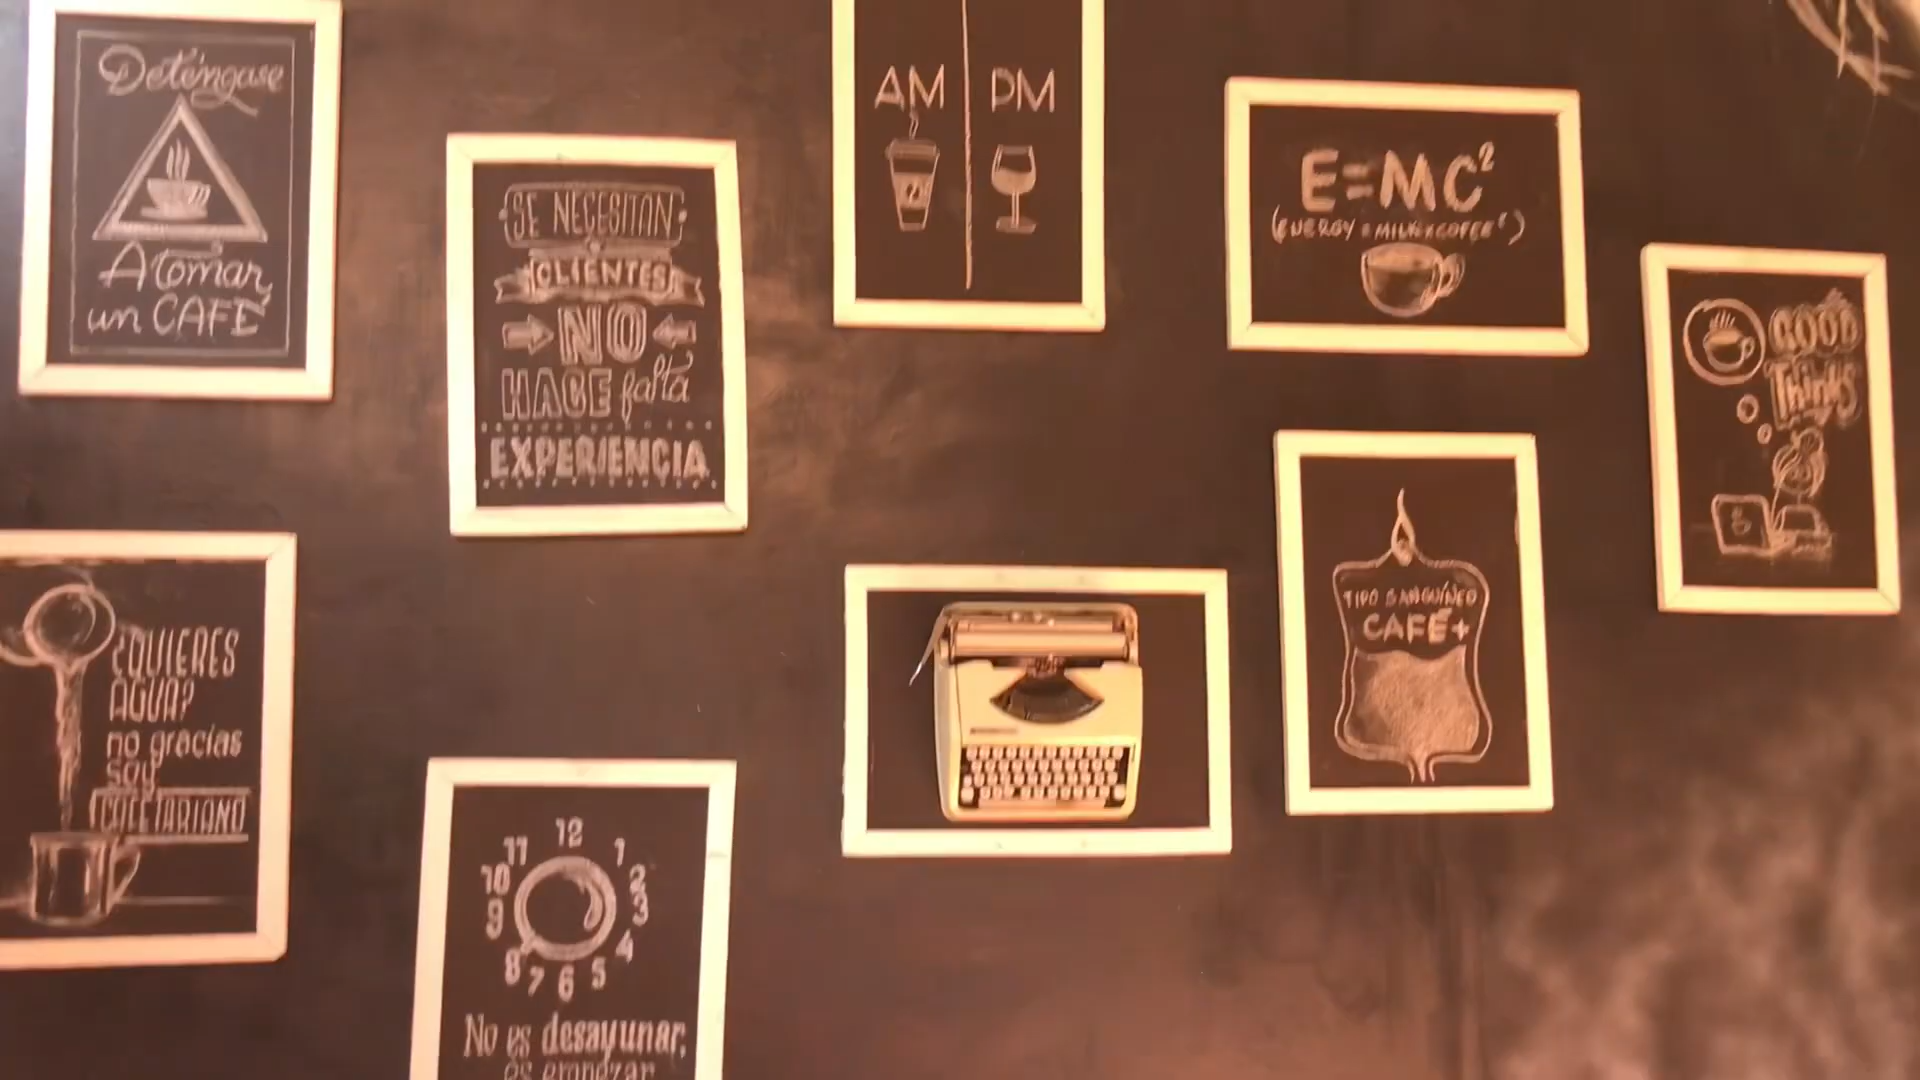 Deténgase
A tomar
un CAFÉ
SE NECESITAN
CLIENTES
NO
HACE falta
EXPERIENCIA
AM PM
E=MC²
(ENERGY = MILK x COFFEE²)
GOOD
Thinks
¿QUIERES
AGUA?
no gracias
soy
CAFETARIANO
12
11 1
10 2
9 3
8 4
7 6 5
No es desayunar,
es empezar
TIPO SANGUÍNEO
CAFÉ+